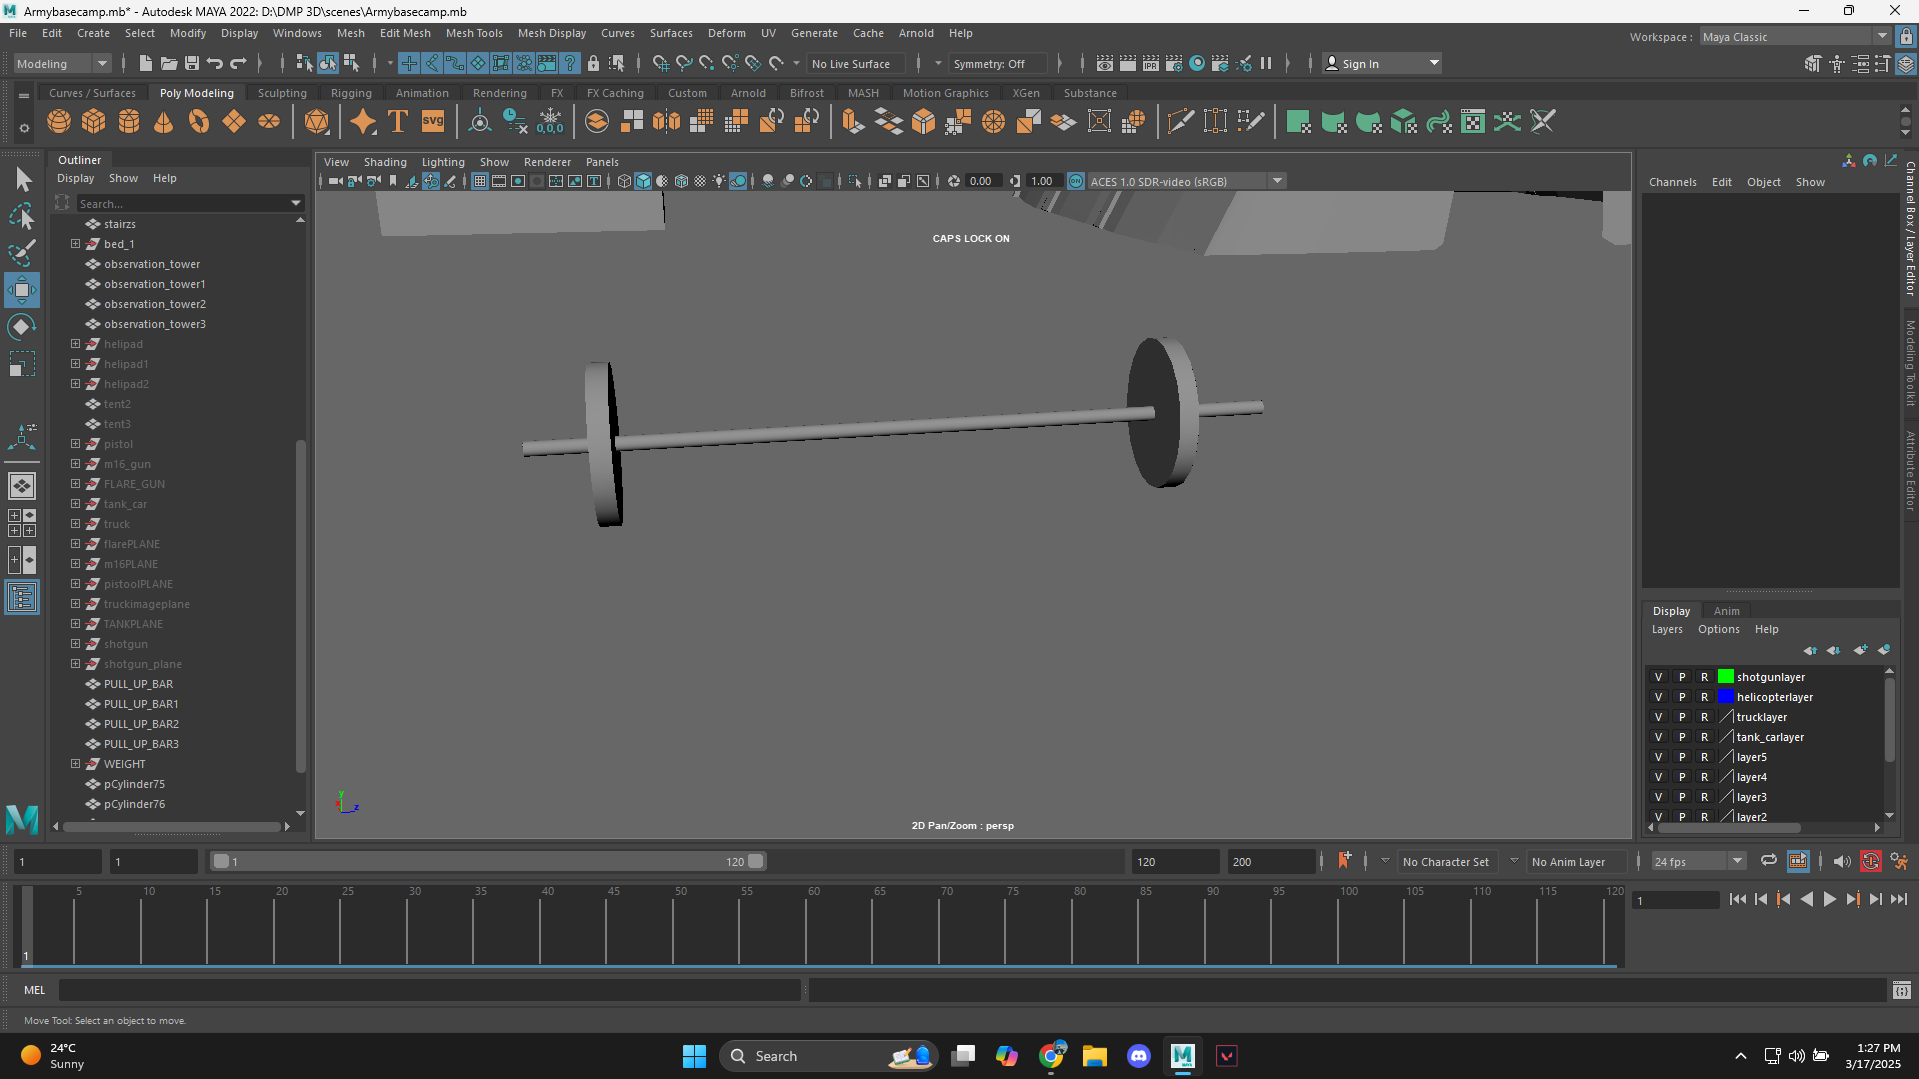 Armybasecamp.mb* - Autodesk MAYA 2022: D:\DMP 3D\scenes\Armybasecamp.mb
File Edit Create Select Modify Display Windows Mesh Edit Mesh Mesh Tools Mesh Display Curves Surfaces Deform UV Generate Cache Arnold Help
Workspace : Maya Classic
Modeling No Live Surface Symmetry: Off Sign In
Curves / Surfaces Poly Modeling Sculpting Rigging Animation Rendering FX FX Caching Custom Arnold Bifrost MASH Motion Graphics XGen Substance
T svg 0,0,0
Outliner
Display Show Help
Search...
stairzs
bed_1
observation_tower
observation_tower1
observation_tower2
observation_tower3
helipad
helipad1
helipad2
tent2
tent3
pistol
m16_gun
FLARE_GUN
tank_car
truck
flarePLANE
m16PLANE
pistoolPLANE
truckimageplane
TANKPLANE
shotgun
shotgun_plane
PULL_UP_BAR
PULL_UP_BAR1
PULL_UP_BAR2
PULL_UP_BAR3
WEIGHT
pCylinder75
pCylinder76
View Shading Lighting Show Renderer Panels
0.00 1.00 ACES 1.0 SDR-video (sRGB)
CAPS LOCK ON
y
x z
2D Pan/Zoom : persp
Channels Edit Object Show
Channel Box / Layer Editor
Modeling Toolkit
Attribute Editor
Display Anim
Layers Options Help
V P R shotgunlayer
V P R helicopterlayer
V P R trucklayer
V P R tank_carlayer
V P R layer5
V P R layer4
V P R layer3
V P R layer2
1 1 1 120 120 200 No Character Set No Anim Layer 24 fps
5 10 15 20 25 30 35 40 45 50 55 60 65 70 75 80 85 90 95 100 105 110 115 120
1 1
MEL
Move Tool: Select an object to move.
24°C
Sunny
Search
1:27 PM
3/17/2025